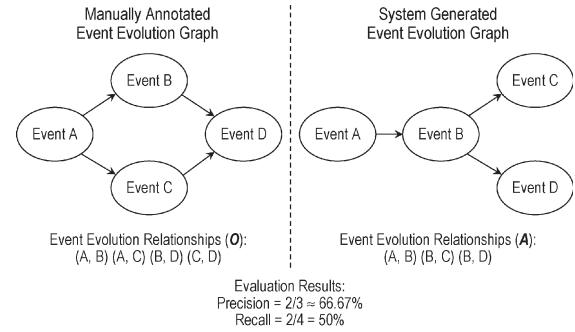 Manually Annotated
Event Evolution Graph
Event B
Event A
Event D
Event C
Event Evolution Relationships (O):
(A, B) (A, C) (B, D) (C, D)
System Generated
Event Evolution Graph
Event C
Event A
Event B
Event D
Event Evolution Relationships (A):
(A, B) (B, C) (B, D)
Evaluation Results:
Precision = 2/3 ≈ 66.67%
Recall = 2/4 = 50%